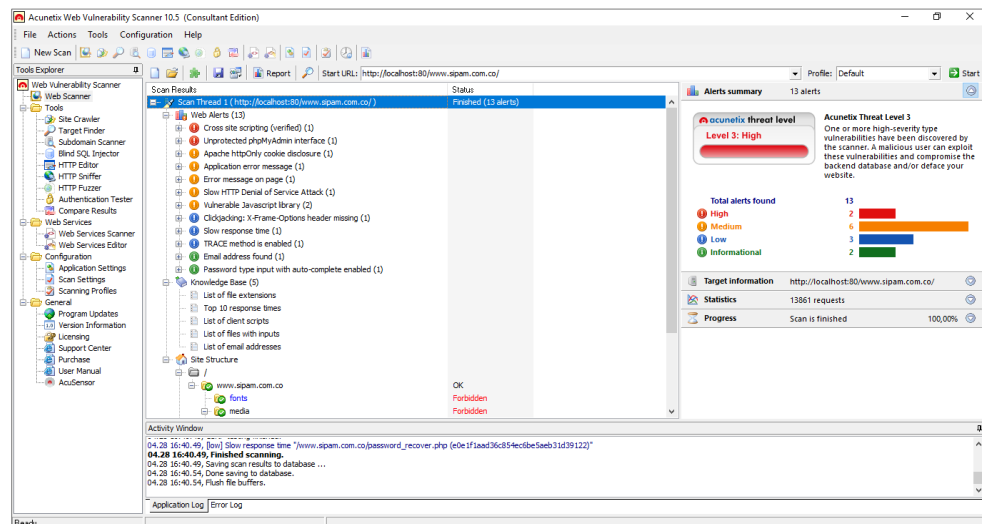 Acunetix Web Vulnerability Scanner 10.5 (Consultant Edition)
File Actions Tools Configuration Help
New Scan
Tools Explorer
Report
Start URL: http://localhost:80/www.sipam.com.co/
Profile: Default
Start
Web Vulnerability Scanner
Web Scanner
Tools
Site Crawler
Target Finder
Subdomain Scanner
Blind SQL Injector
HTTP Editor
HTTP Sniffer
HTTP Fuzzer
Authentication Tester
Compare Results
Web Services
Web Services Scanner
Web Services Editor
Configuration
Application Settings
Scan Settings
Scanning Profiles
General
Program Updates
Version Information
Licensing
Support Center
Purchase
User Manual
AcuSensor
Scan Results Status
Scan Thread 1 ( http://localhost:80/www.sipam.com.co/ ) Finished (13 alerts)
Web Alerts (13)
Cross site scripting (verified) (1)
Unprotected phpMyAdmin interface (1)
Apache httpOnly cookie disclosure (1)
Application error message (1)
Error message on page (1)
Slow HTTP Denial of Service Attack (1)
Vulnerable Javascript library (2)
Clickjacking: X-Frame-Options header missing (1)
Slow response time (1)
TRACE method is enabled (1)
Email address found (1)
Password type input with auto-complete enabled (1)
Knowledge Base (5)
List of file extensions
Top 10 response times
List of client scripts
List of files with inputs
List of email addresses
Site Structure
/
www.sipam.com.co OK
fonts Forbidden
media Forbidden
Alerts summary 13 alerts
acunetix threat level
Level 3: High
Acunetix Threat Level 3
One or more high-severity type
vulnerabilities have been discovered by
the scanner. A malicious user can exploit
these vulnerabilities and compromise the
backend database and/or deface your
website.
Total alerts found 13
High 2
Medium 6
Low 3
Informational 2
Target information http://localhost:80/www.sipam.com.co/
Statistics 13861 requests
Progress Scan is finished 100,00%
Activity Window
04.28 16:40.49, [low] Slow response time "/www.sipam.com.co/password_recover.php (e0e1f1aad36c854ec6be5aeb31d39122)"
04.28 16:40.49, Finished scanning.
04.28 16:40.49, Saving scan results to database ...
04.28 16:40.54, Done saving to database.
04.28 16:40.54, Flush file buffers.
Application Log Error Log
Ready